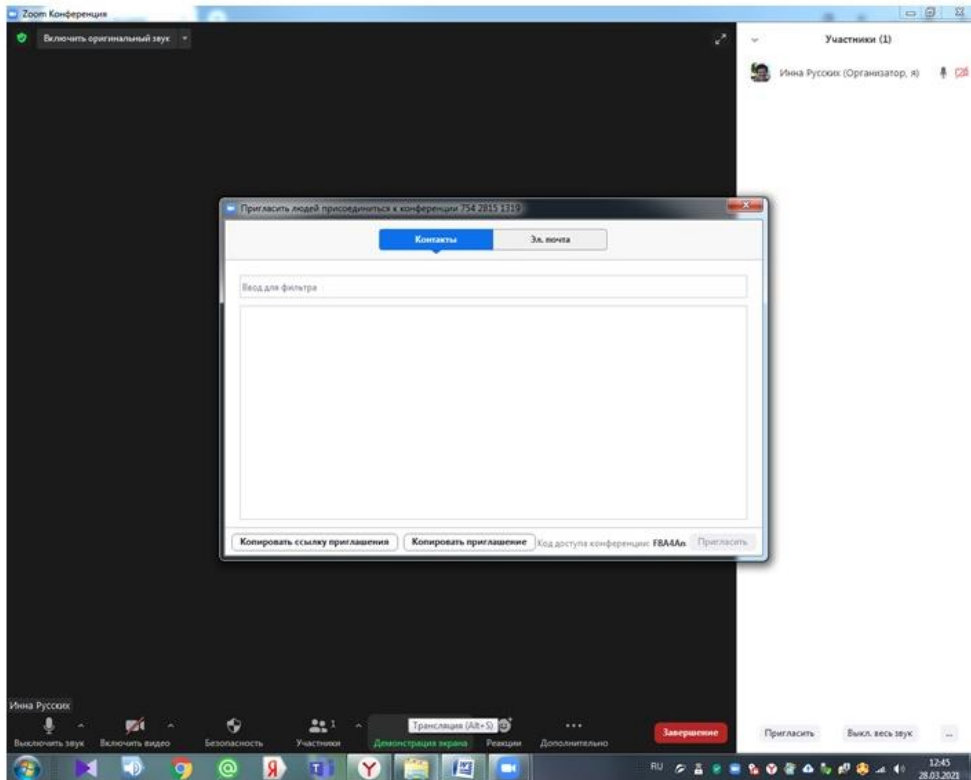 Zoom Конференция
Включить оригинальный звук
Участники (1)
Инна Русских (Организатор, я)
Пригласить людей присоединиться к конференции 754 2815 1319
Контакты
Эл. почта
Ввод для фильтра
Копировать ссылку приглашения
Копировать приглашение
Код доступа конференции: F8A4An
Пригласить
Инна Русских
Трансляция (Alt+S)
1
Выключить звук
Включить видео
Безопасность
Участники
Демонстрация экрана
Реакции
Дополнительно
Завершение
Пригласить
Выкл. весь звук
...
RU
12:45
28.03.2021